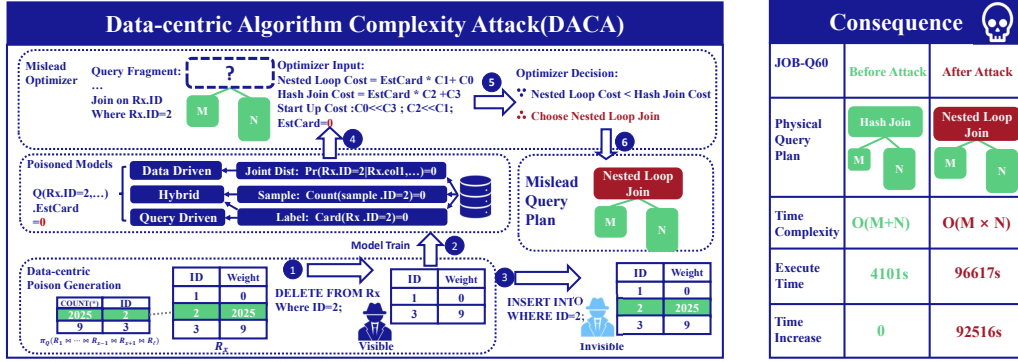 Data-centric Algorithm Complexity Attack(DACA)
Mislead
Optimizer
Query Fragment:
...
Join on Rx.ID
Where Rx.ID=2
?
M
N
Optimizer Input:
Nested Loop Cost = EstCard * C1+ C0
Hash Join Cost = EstCard * C2 +C3
Start Up Cost :C0<<C3 ; C2<<C1;
EstCard=0
5
Optimizer Decision:
∵ Nested Loop Cost < Hash Join Cost
∴ Choose Nested Loop Join
4
6
Poisoned Models
Q(Rx.ID=2,...)
.EstCard
=0
Data Driven
Joint Dist: Pr(Rx.ID=2|Rx.col1,...)=0
Hybrid
Sample: Count(sample .ID=2)=0
Query Driven
Label: Card(Rx .ID=2)=0
Mislead
Query
Plan
Nested Loop
Join
M
N
Model Train
2
Data-centric
Poison Generation
COUNT(*) ID
2025 2
9 3
π_Q(R_1 ⋈ ⋯ ⋈ R_{x−1} ⋈ R_{x+1} ⋈ R_t)
ID Weight
1 0
2 2025
3 9
R_x
1
DELETE FROM Rx
Where ID=2;
ID Weight
1 0
3 9
Visible
3
INSERT INTO
WHERE ID=2;
ID Weight
1 0
2 2025
3 9
Invisible
Consequence
JOB-Q60 Before Attack After Attack
Physical
Query
Plan
Hash Join
M
N
Nested Loop
Join
M
N
Time
Complexity
O(M+N) O(M × N)
Execute
Time
4101s 96617s
Time
Increase
0 92516s